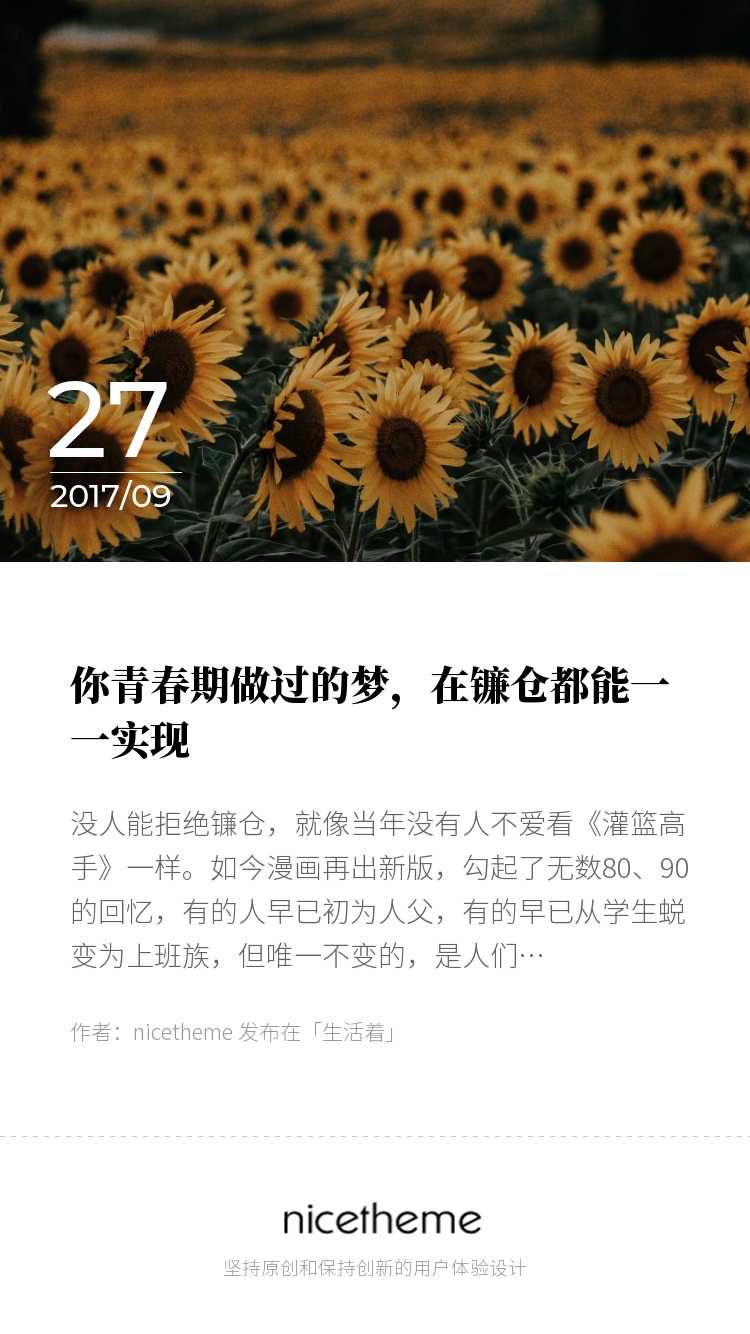 27
2017/09
你青春期做过的梦，在镰仓都能一
一实现
没人能拒绝镰仓，就像当年没有人不爱看《灌篮高
手》一样。如今漫画再出新版，勾起了无数80、90
的回忆，有的人早已初为人父，有的早已从学生蜕
变为上班族，但唯一不变的，是人们…
作者：nicetheme 发布在「生活着」
nicetheme
坚持原创和保持创新的用户体验设计